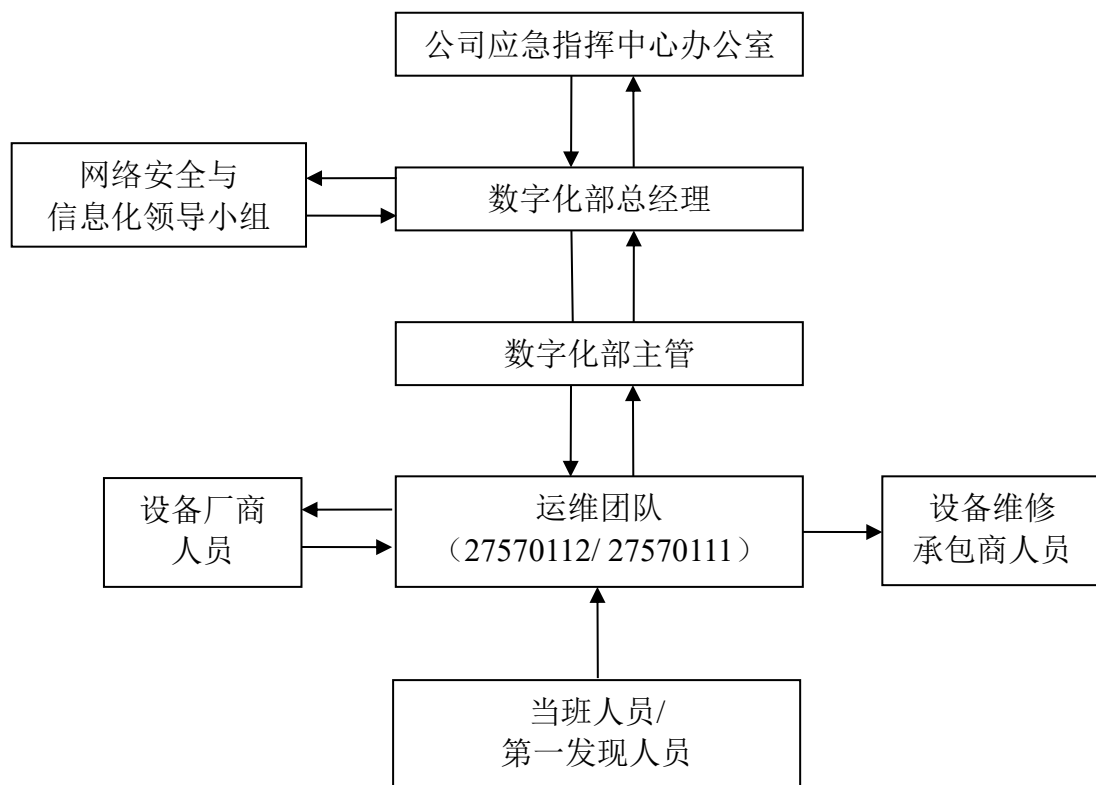 公司应急指挥中心办公室
网络安全与
信息化领导小组
数字化部总经理
数字化部主管
设备厂商
人员
运维团队
（27570112/ 27570111）
设备维修
承包商人员
当班人员/
第一发现人员